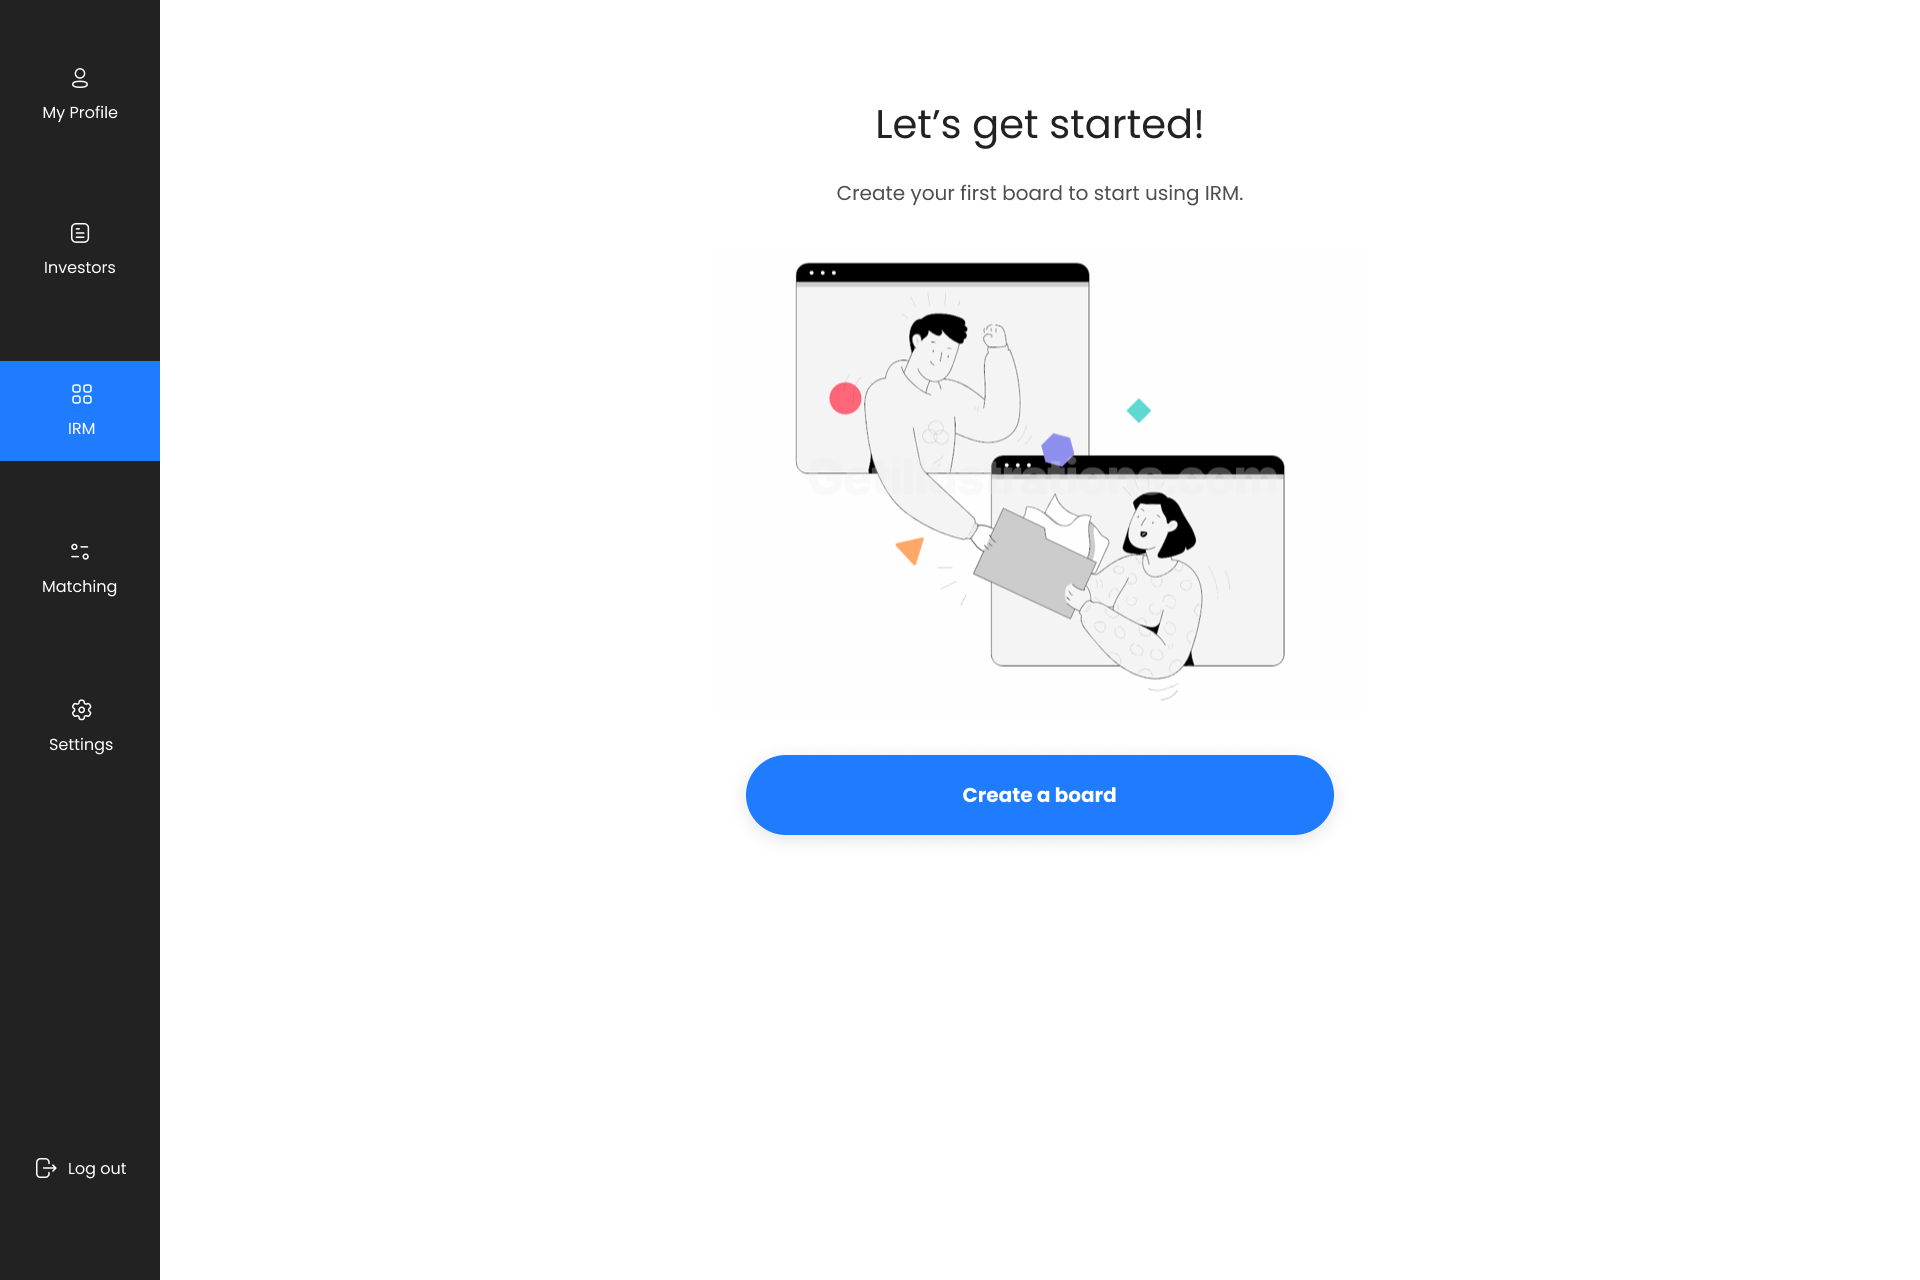 My Profile
Investors
IRM
Matching
Settings
Log out
Let’s get started!
Create your first board to start using IRM.
Getillustrations.com
Create a board